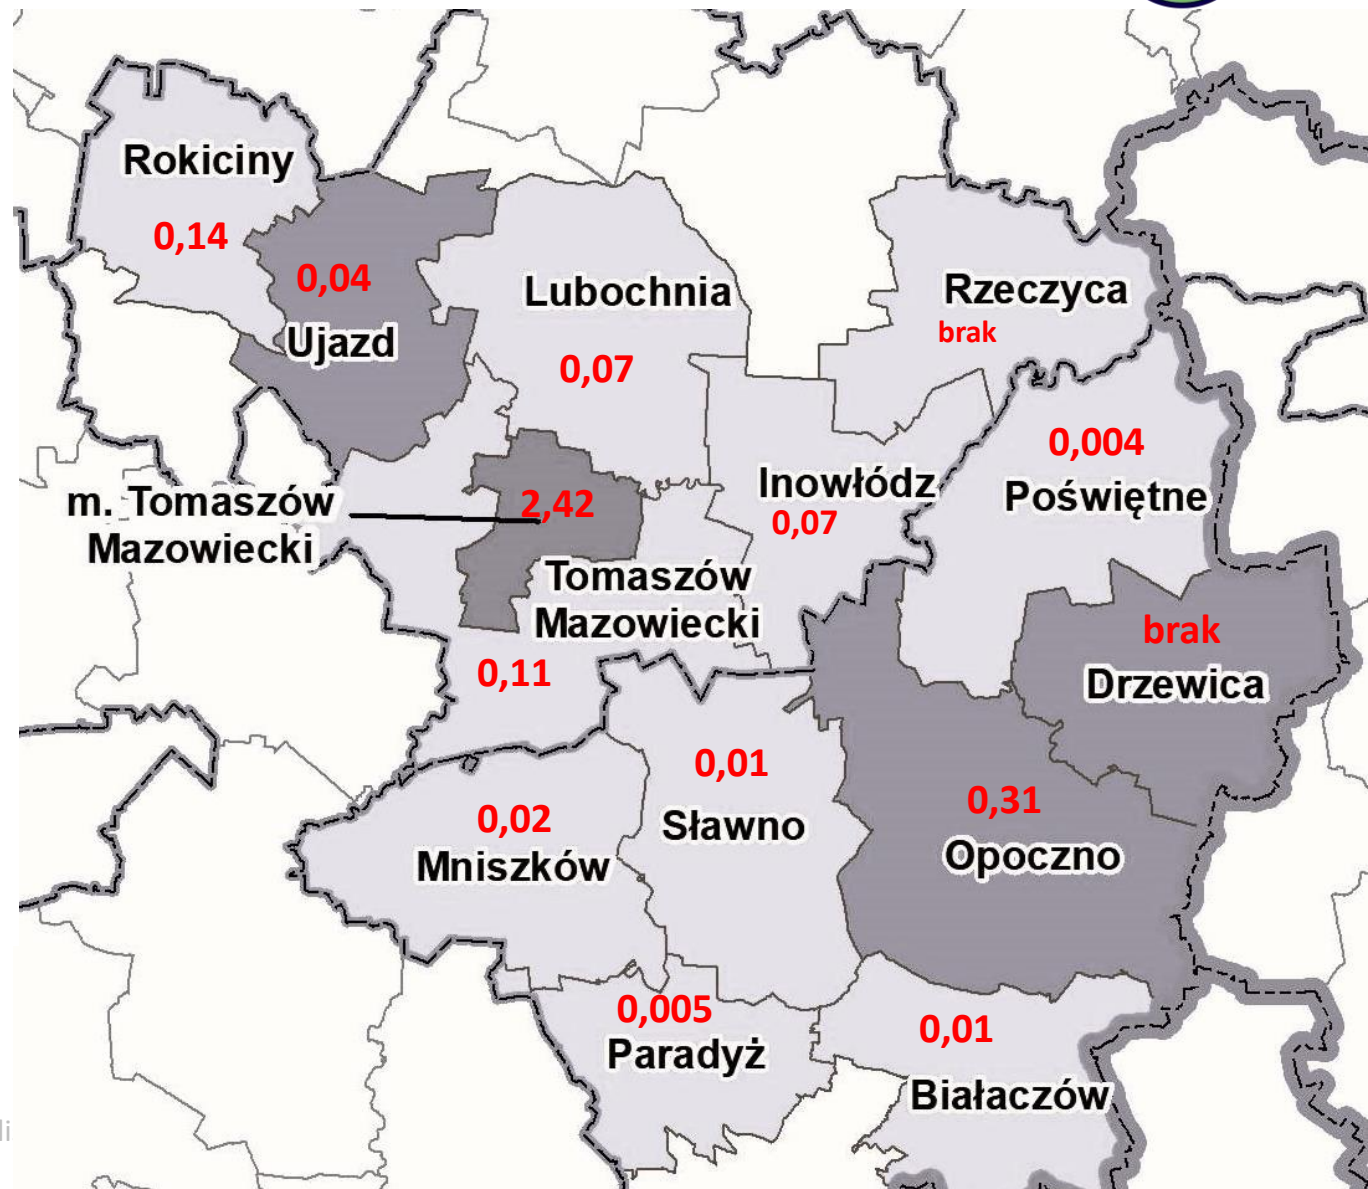 Rokiciny
0,14
0,04
Ujazd
Lubochnia
0,07
Rzeczyca
brak
0,004
Poświętne
Inowłódz
0,07
m. Tomaszów
Mazowiecki
2,42
Tomaszów
Mazowiecki
0,11
brak
Drzewica
0,01
Sławno
0,02
Mniszków
0,31
Opoczno
0,005
Paradyż
0,01
Białaczów